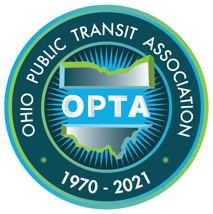 OHIO PUBLIC TRANSIT ASSOCIATION
OPTA
1970 - 2021